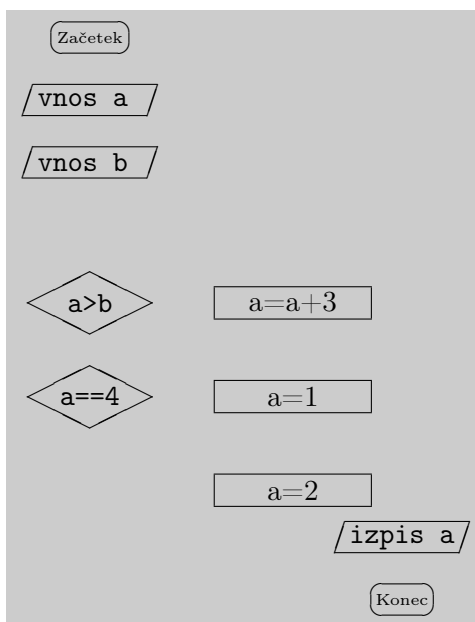 Začetek
vnos a
vnos b
a>b
a=a+3
a==4
a=1
a=2
izpis a
Konec